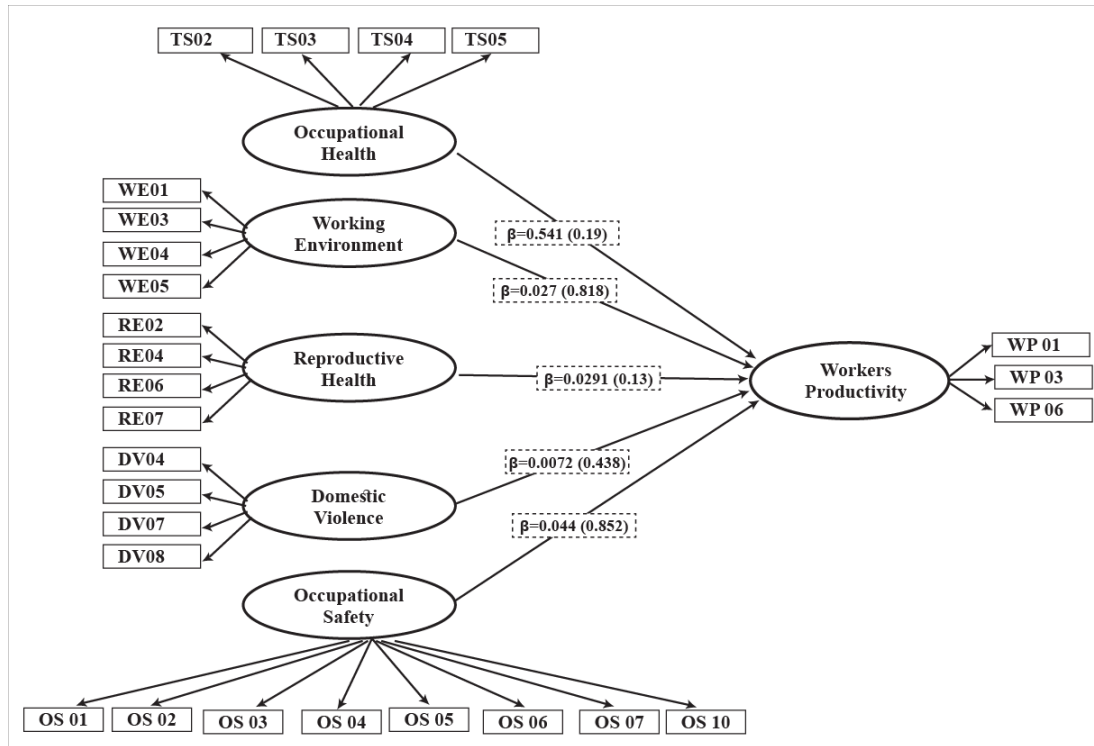 TS02 TS03 TS04 TS05
Occupational
Health
WE01
WE03
WE04
WE05
Working
Environment
β=0.541 (0.19)
β=0.027 (0.818)
RE02
RE04
RE06
RE07
Reproductive
Health
β=0.0291 (0.13)
Workers
Productivity
WP 01
WP 03
WP 06
DV04
DV05
DV07
DV08
Domestic
Violence
β=0.0072 (0.438)
β=0.044 (0.852)
Occupational
Safety
OS 01 OS 02 OS 03 OS 04 OS 05 OS 06 OS 07 OS 10